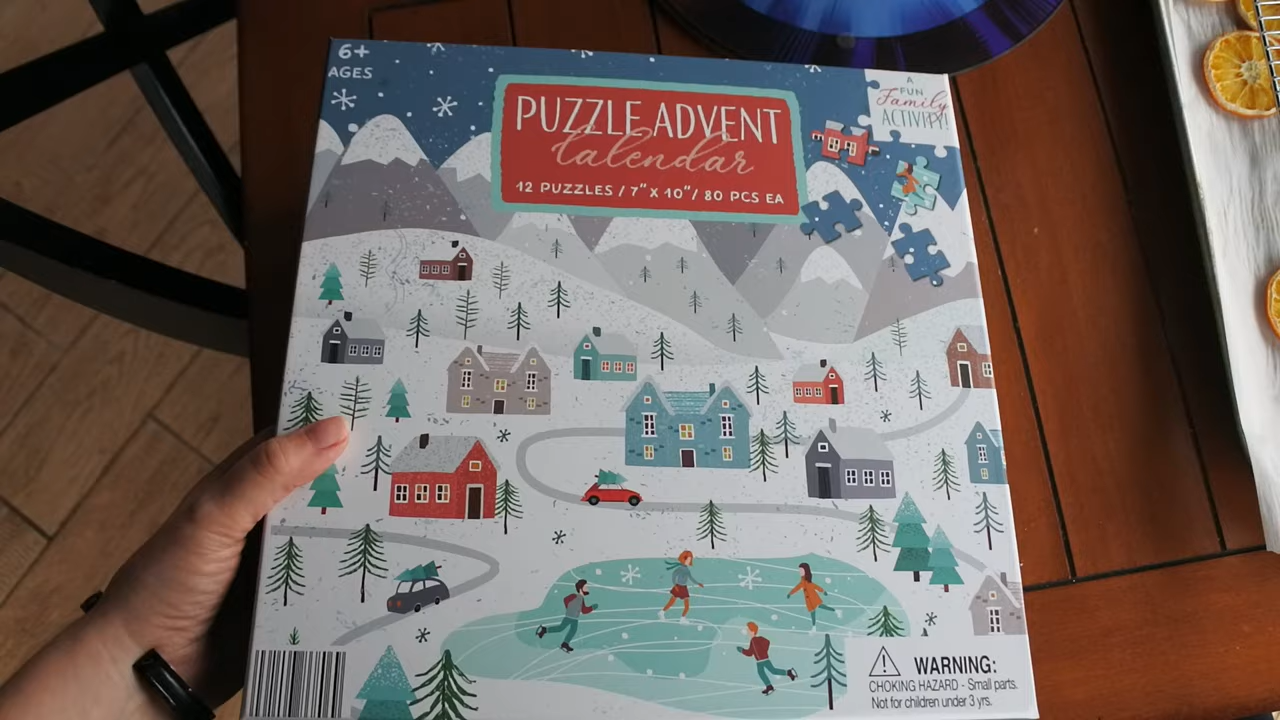 6+
AGES
A
FUN
Family
ACTIVITY!
PUZZLE ADVENT
Calendar
12 PUZZLES / 7" X 10" / 80 PCS EA
WARNING:
CHOKING HAZARD - Small parts.
Not for children under 3 yrs.